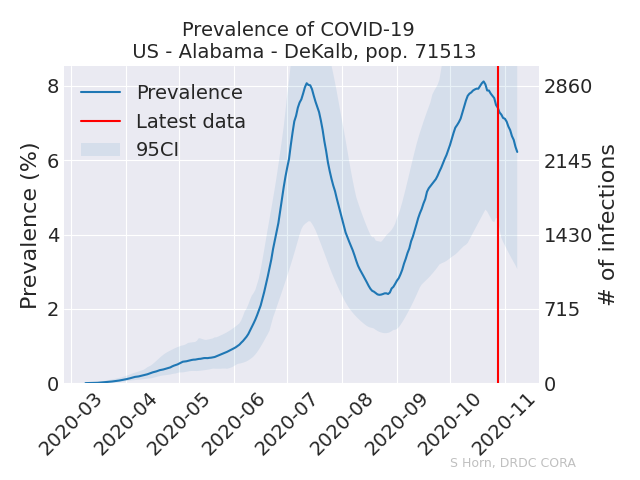 Prevalence of COVID-19
US - Alabama - DeKalb, pop. 71513
Prevalence
Latest data
95CI
Prevalence (%)
8
6
4
2
0
2860
2145
1430
715
0
# of infections
2020-03
2020-04
2020-05
2020-06
2020-07
2020-08
2020-09
2020-10
2020-11
S Horn, DRDC CORA